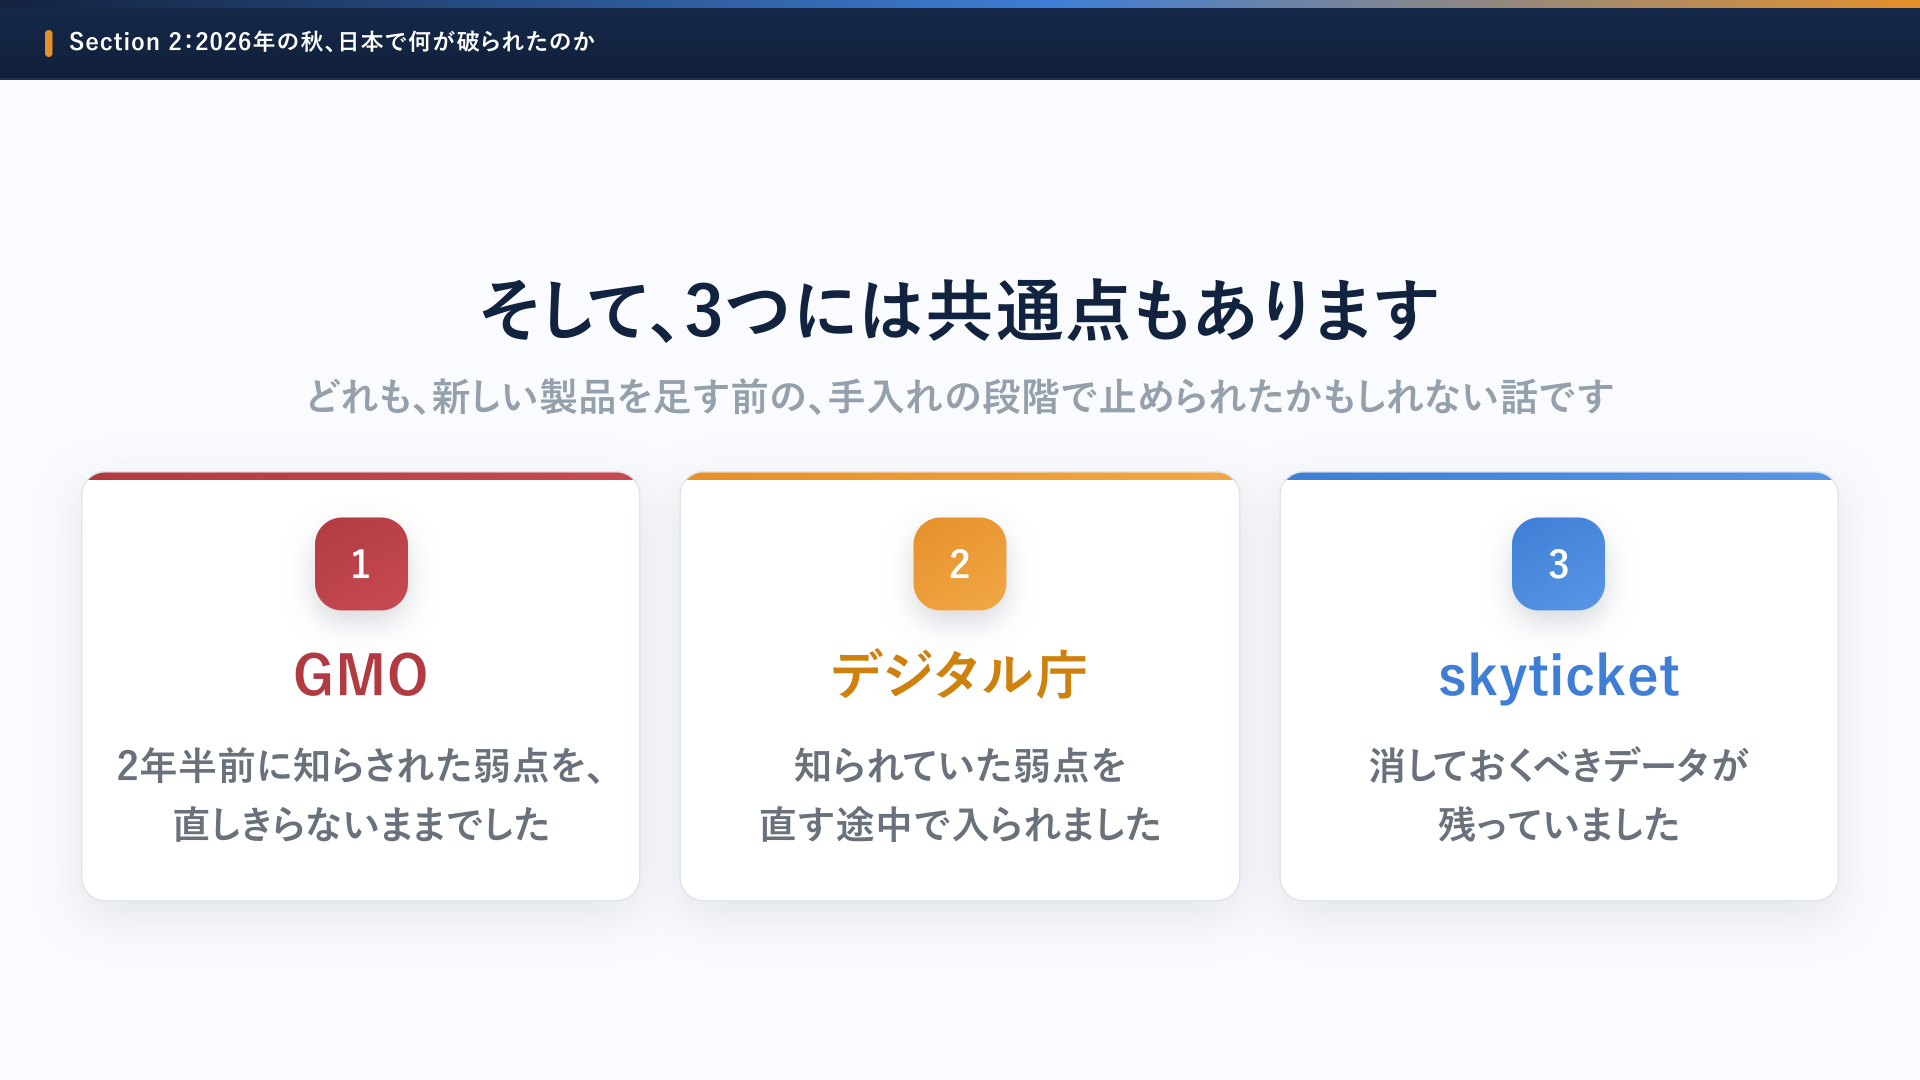 Section 2：2026年の秋、日本で何が破られたのか
そして、3つには共通点もあります
どれも、新しい製品を足す前の、手入れの段階で止められたかもしれない話です
1
GMO
2年半前に知らされた弱点を、
直しきらないままでした
2
デジタル庁
知られていた弱点を
直す途中で入られました
3
skyticket
消しておくべきデータが
残っていました